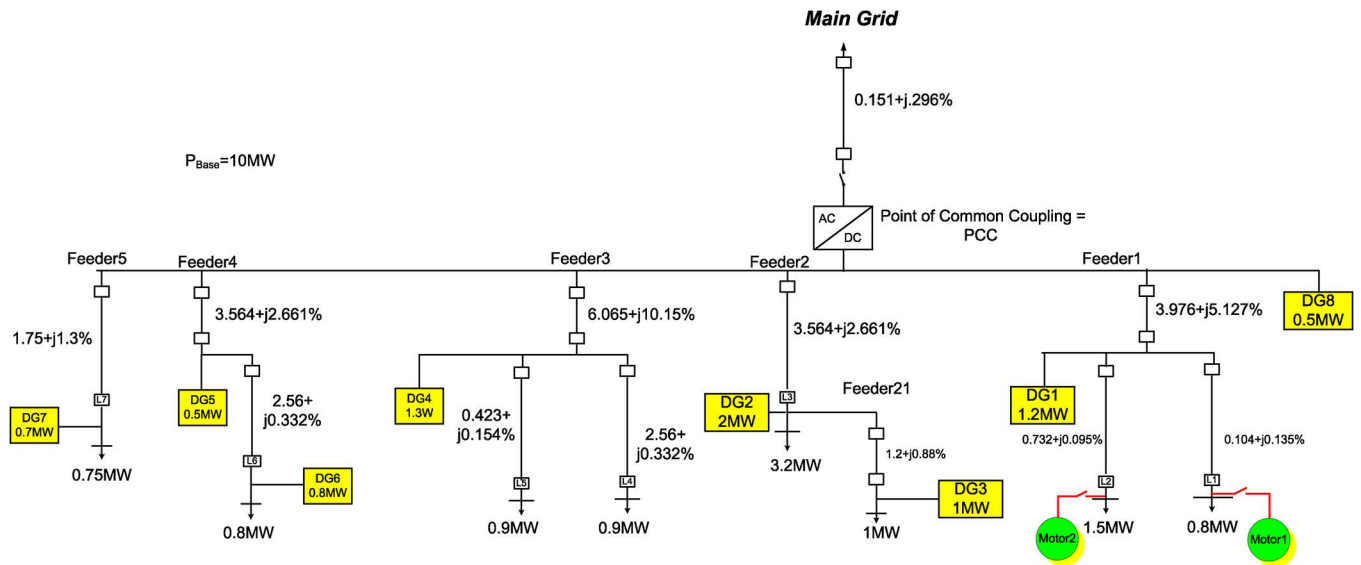 Main Grid
0.151+j.296%
P_Base=10MW
AC
DC
Point of Common Coupling =
PCC
Feeder5
Feeder4
Feeder3
Feeder2
Feeder1
DG8
0.5MW
3.564+j2.661%
6.065+j10.15%
3.976+j5.127%
1.75+j1.3%
3.564+j2.661%
Feeder21
L7
DG7
0.7MW
0.75MW
DG5
0.5MW
2.56+
j0.332%
L6
DG6
0.8MW
0.8MW
DG4
1.3W
0.423+
j0.154%
L5
0.9MW
2.56+
j0.332%
L4
0.9MW
DG2
2MW
L3
3.2MW
1.2+j0.88%
DG3
1MW
1MW
DG1
1.2MW
0.732+j0.095%
0.104+j0.135%
L2
L1
1.5MW
0.8MW
Motor2
Motor1